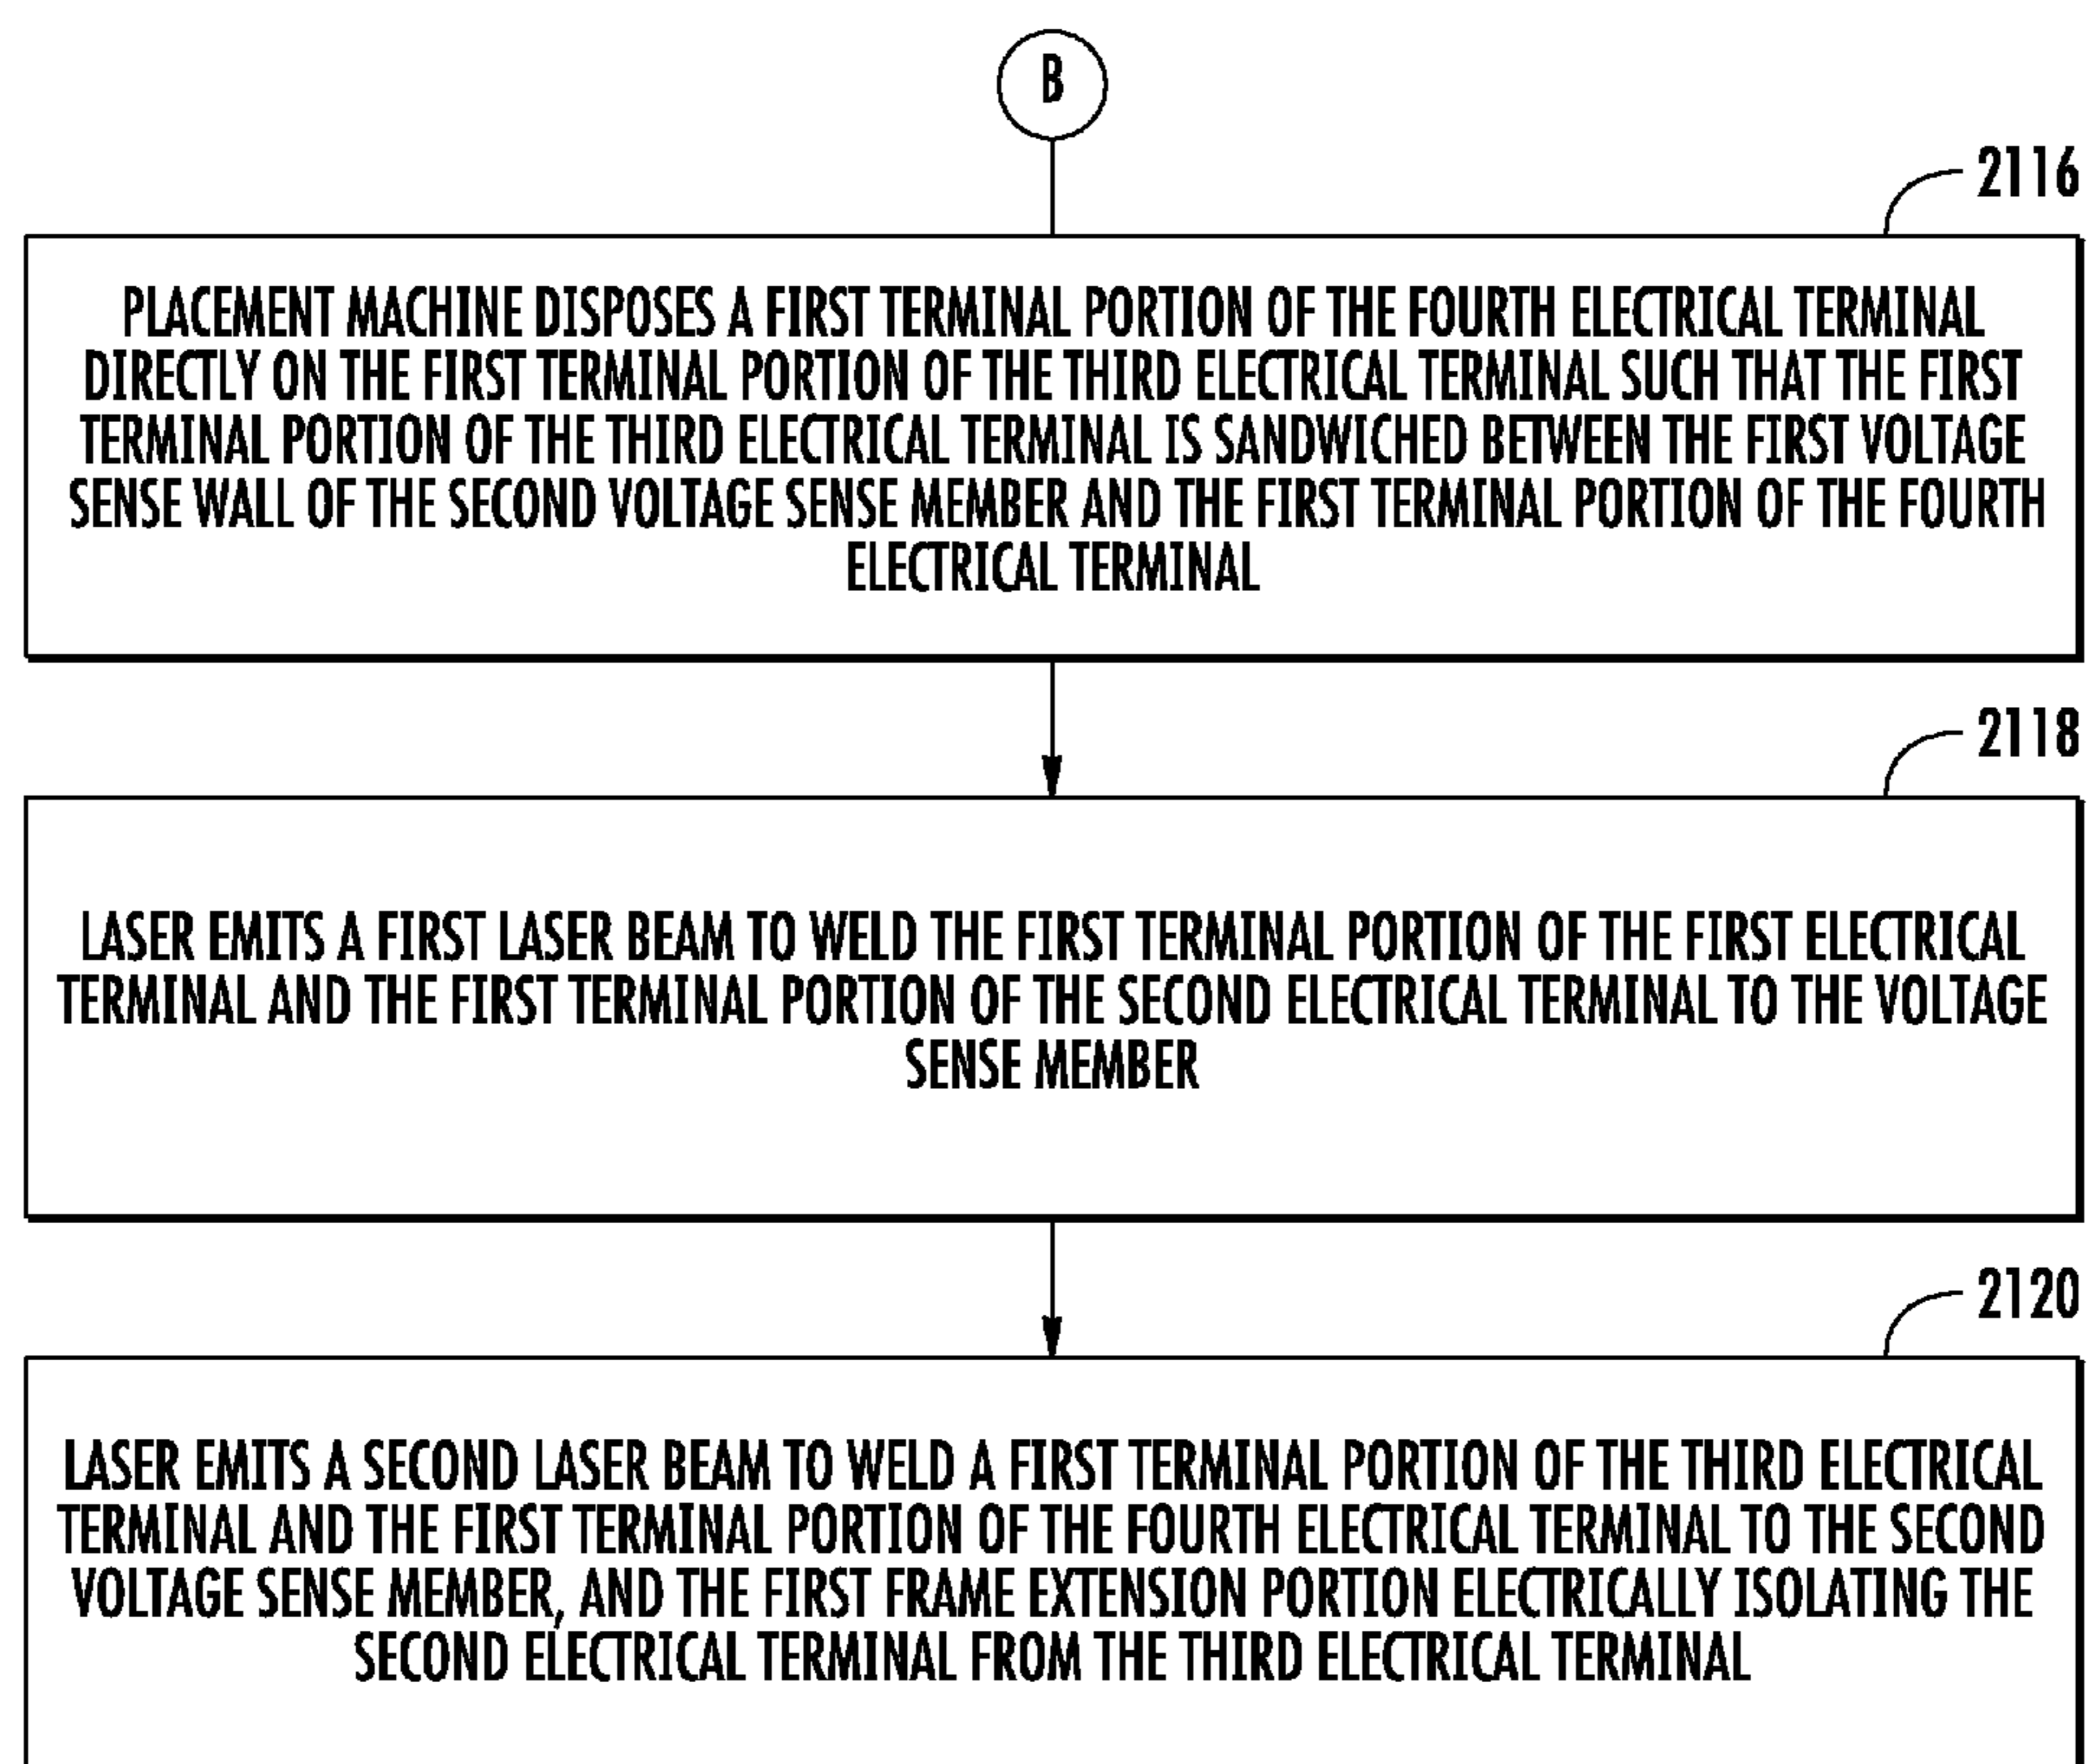 B
2116
PLACEMENT MACHINE DISPOSES A FIRST TERMINAL PORTION OF THE FOURTH ELECTRICAL TERMINAL
DIRECTLY ON THE FIRST TERMINAL PORTION OF THE THIRD ELECTRICAL TERMINAL SUCH THAT THE FIRST
TERMINAL PORTION OF THE THIRD ELECTRICAL TERMINAL IS SANDWICHED BETWEEN THE FIRST VOLTAGE
SENSE WALL OF THE SECOND VOLTAGE SENSE MEMBER AND THE FIRST TERMINAL PORTION OF THE FOURTH
ELECTRICAL TERMINAL
2118
LASER EMITS A FIRST LASER BEAM TO WELD THE FIRST TERMINAL PORTION OF THE FIRST ELECTRICAL
TERMINAL AND THE FIRST TERMINAL PORTION OF THE SECOND ELECTRICAL TERMINAL TO THE VOLTAGE
SENSE MEMBER
2120
LASER EMITS A SECOND LASER BEAM TO WELD A FIRST TERMINAL PORTION OF THE THIRD ELECTRICAL
TERMINAL AND THE FIRST TERMINAL PORTION OF THE FOURTH ELECTRICAL TERMINAL TO THE SECOND
VOLTAGE SENSE MEMBER, AND THE FIRST FRAME EXTENSION PORTION ELECTRICALLY ISOLATING THE
SECOND ELECTRICAL TERMINAL FROM THE THIRD ELECTRICAL TERMINAL